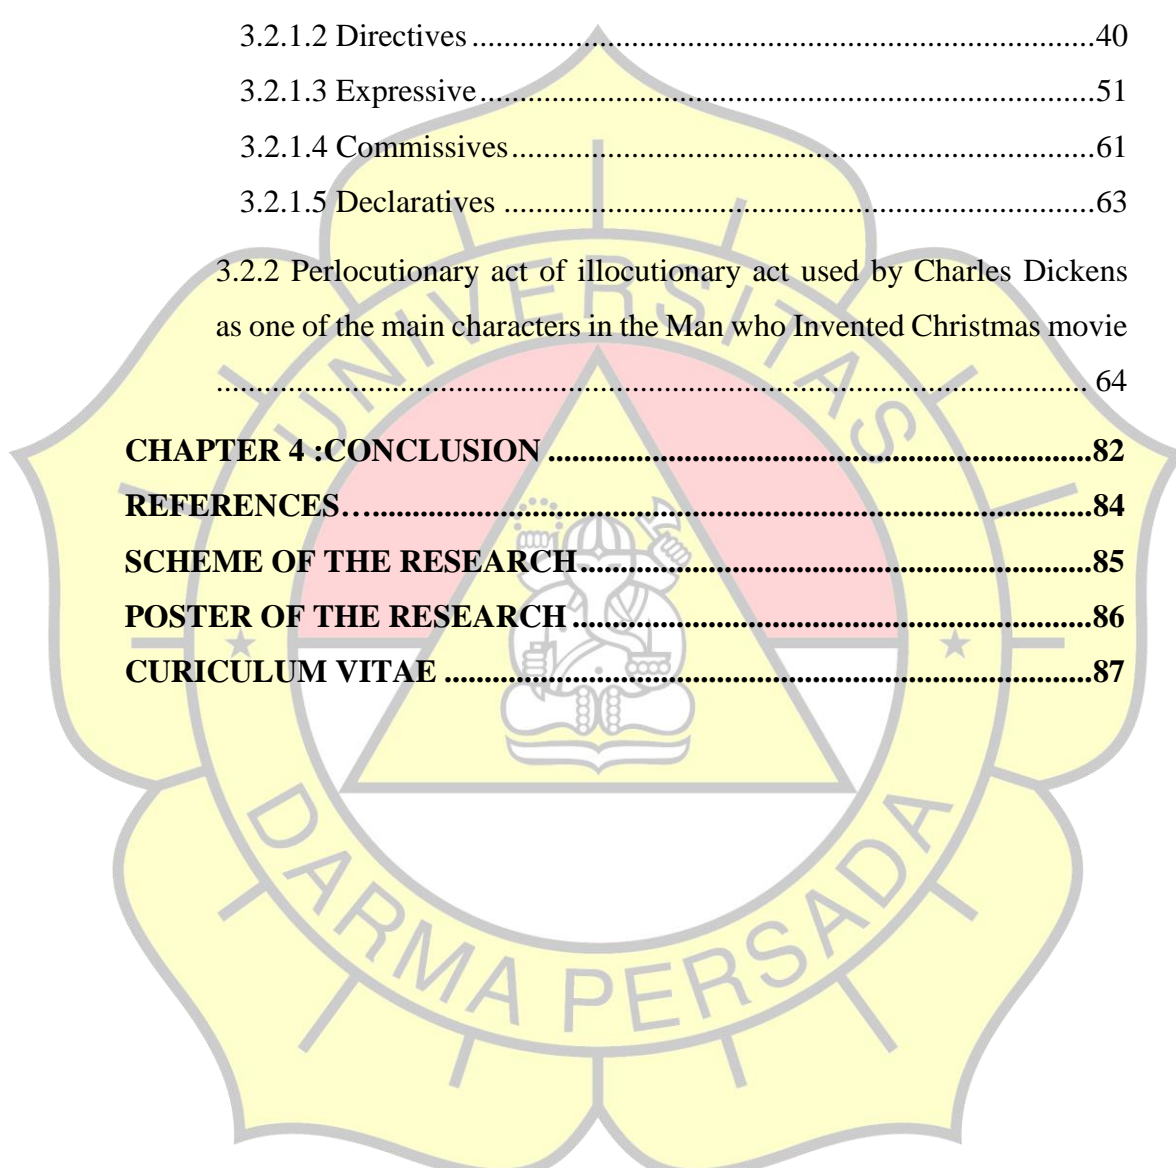 3.2.1.2 Directives ..............................................................................40
3.2.1.3 Expressive .............................................................................51
3.2.1.4 Commissives .........................................................................61
3.2.1.5 Declaratives ..........................................................................63
3.2.2 Perlocutionary act of illocutionary act used by Charles Dickens
as one of the main characters in the Man who Invented Christmas movie
............................................................................................................. 64
CHAPTER 4 :CONCLUSION ....................................................................82
REFERENCES….........................................................................................84
SCHEME OF THE RESEARCH ................................................................85
POSTER OF THE RESEARCH .................................................................86
CURICULUM VITAE .................................................................................87
UNIVERSITAS
DARMA PERSADA